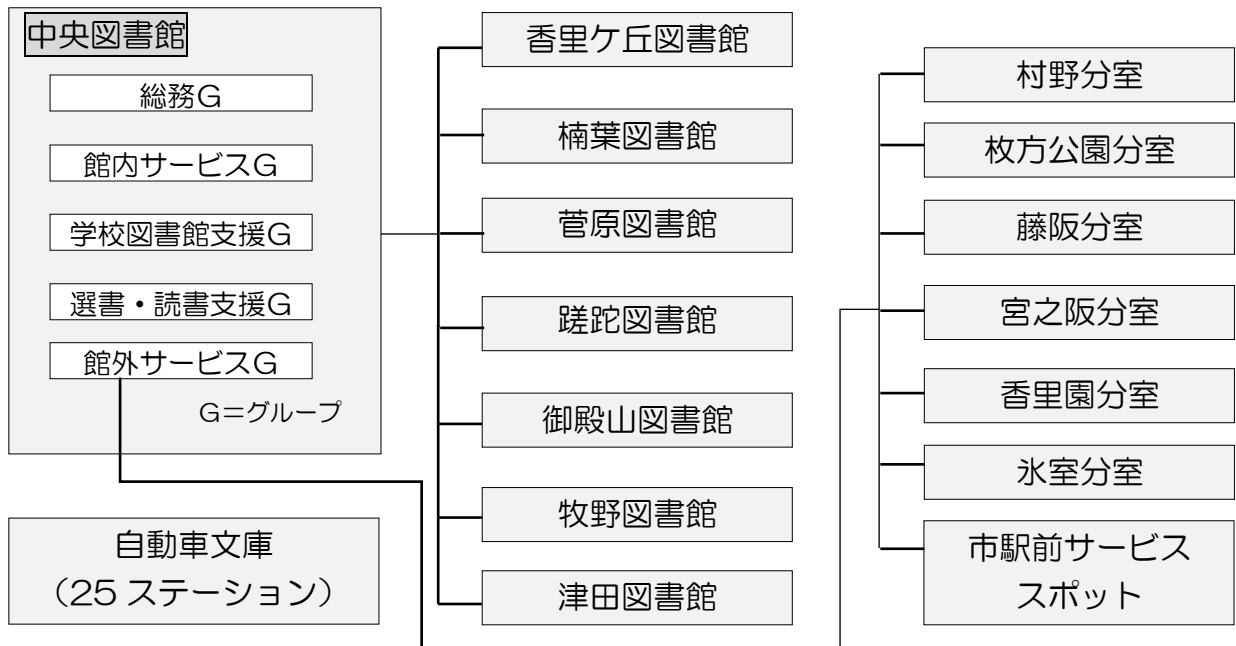 中央図書館
総務G
館内サービスG
学校図書館支援G
選書・読書支援G
館外サービスG
G=グループ
自動車文庫
（25 ステーション）
香里ケ丘図書館
楠葉図書館
菅原図書館
蹉跎図書館
御殿山図書館
牧野図書館
津田図書館
村野分室
枚方公園分室
藤阪分室
宮之阪分室
香里園分室
氷室分室
市駅前サービス
スポット